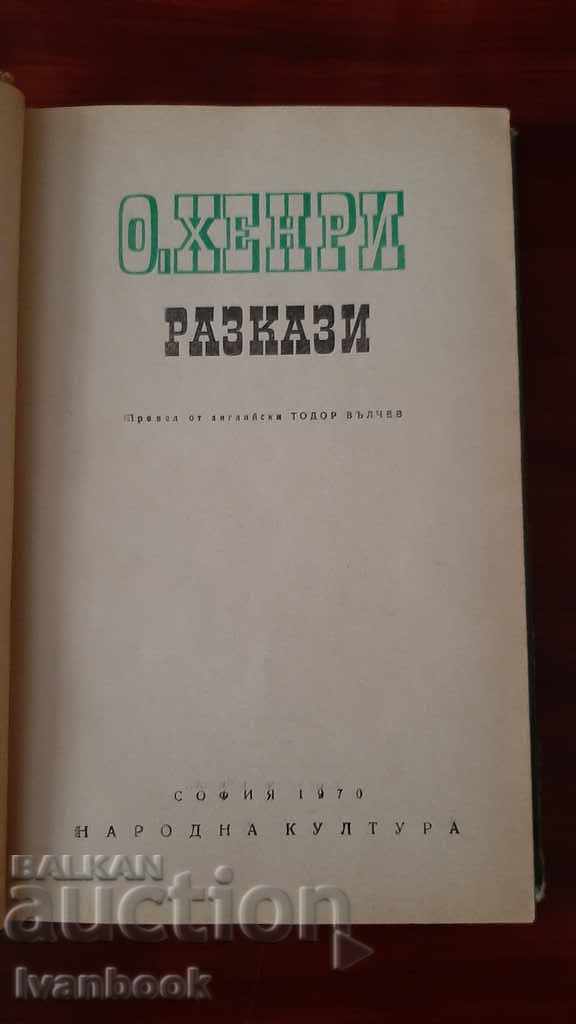 О. ХЕНРИ
РАЗКАЗИ
Превел от английски ТОДОР ВЪЛЧЕВ
СОФИЯ 1970
НАРОДНА КУЛТУРА
BALKAN
auction
Ivanbook